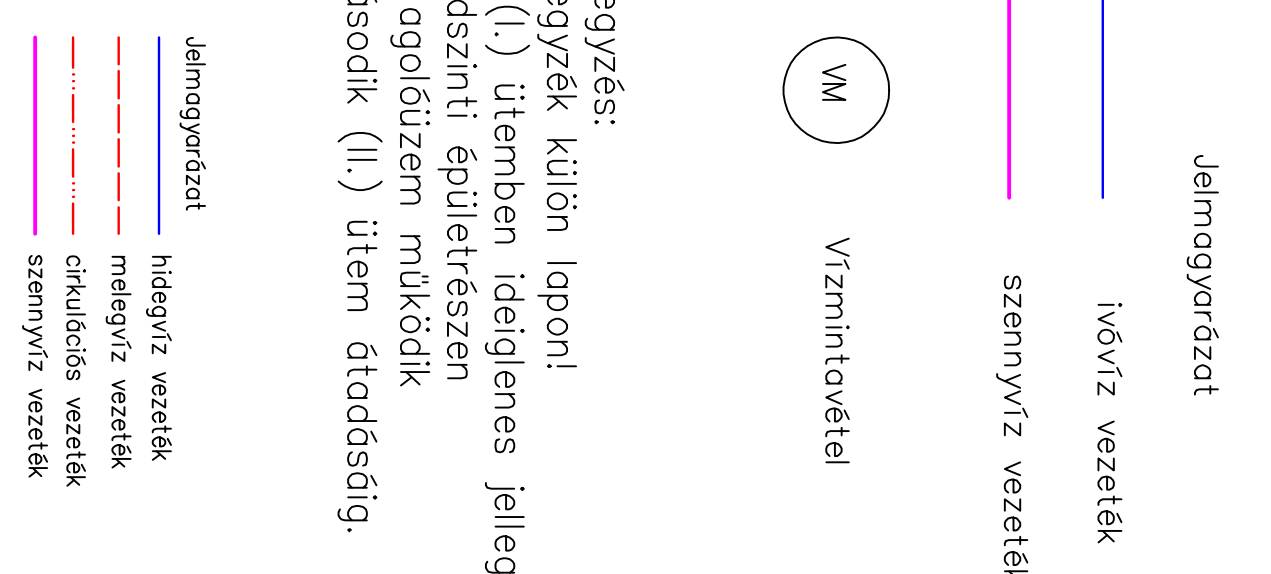 Jelmagyarázat
ivóvíz vezeték
szennyvíz vezeték
VM
Vízmintavétel
egyzés:
egyzék külön lapon!
(I.) ütemben ideiglenes jelleg
dszinti épületrészen
agolóüzem működik
ásodik (II.) ütem átadásáig.
Jelmagyarázat
hidegvíz vezeték
melegvíz vezeték
cirkulációs vezeték
szennyvíz vezeték